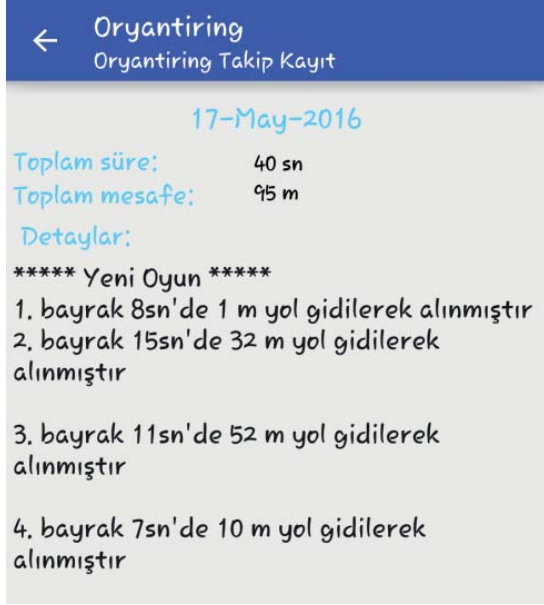 Oryantiring
Oryantiring Takip Kayıt
17-May-2016
Toplam süre: 40 sn
Toplam mesafe: 95 m
Detaylar:
***** Yeni Oyun *****
1. bayrak 8sn'de 1 m yol gidilerek alınmıştır
2. bayrak 15sn'de 32 m yol gidilerek
alınmıştır
3. bayrak 11sn'de 52 m yol gidilerek
alınmıştır
4. bayrak 7sn'de 10 m yol gidilerek
alınmıştır